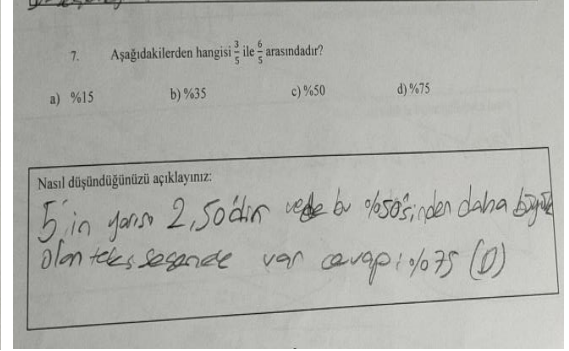 7. Aşağıdakilerden hangisi 3/5 ile 6/5 arasındadır?
a) %15 b) %35 c) %50 d) %75
Nasıl düşündüğünüzü açıklayınız:
5'in yarısı 2,50'dir vede bu %50'sinden daha büyük
olan tek seçenek var cevap: %75 (D)